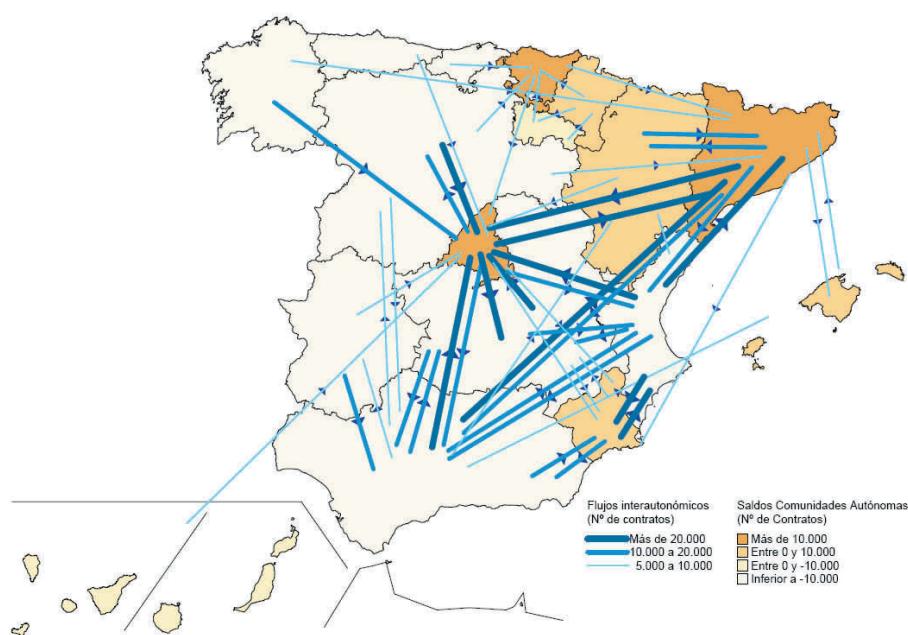 Flujos interautonómicos
(Nº de contratos)
Más de 20.000
10.000 a 20.000
5.000 a 10.000
Saldos Comunidades Autónomas
(Nº de Contratos)
Más de 10.000
Entre 0 y 10.000
Entre 0 y -10.000
Inferior a -10.000